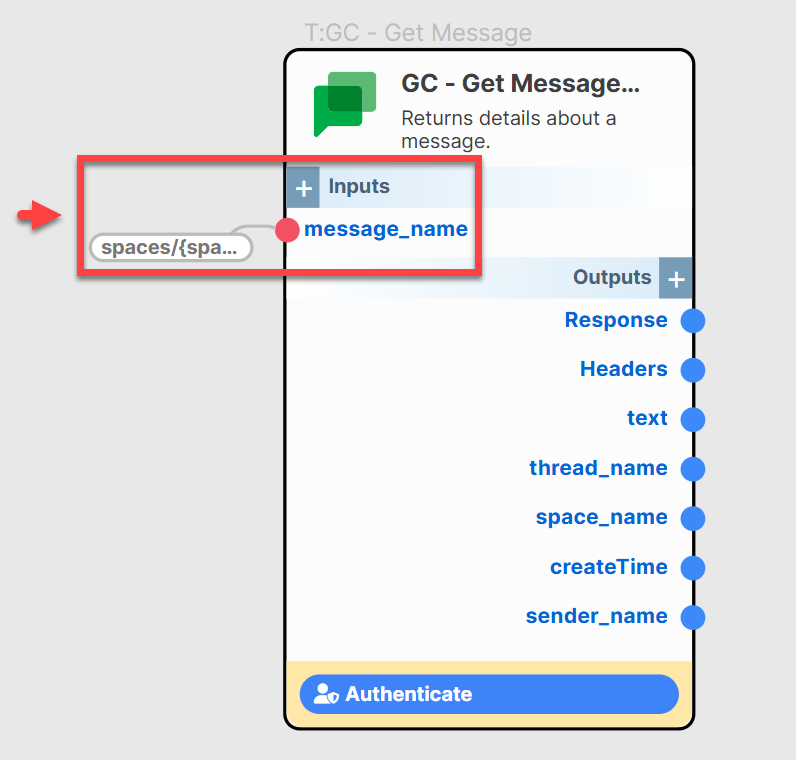 T:GC - Get Message
GC - Get Message...
Returns details about a
message.
+ Inputs
message_name
spaces/{spa...
Outputs +
Response
Headers
text
thread_name
space_name
createTime
sender_name
Authenticate